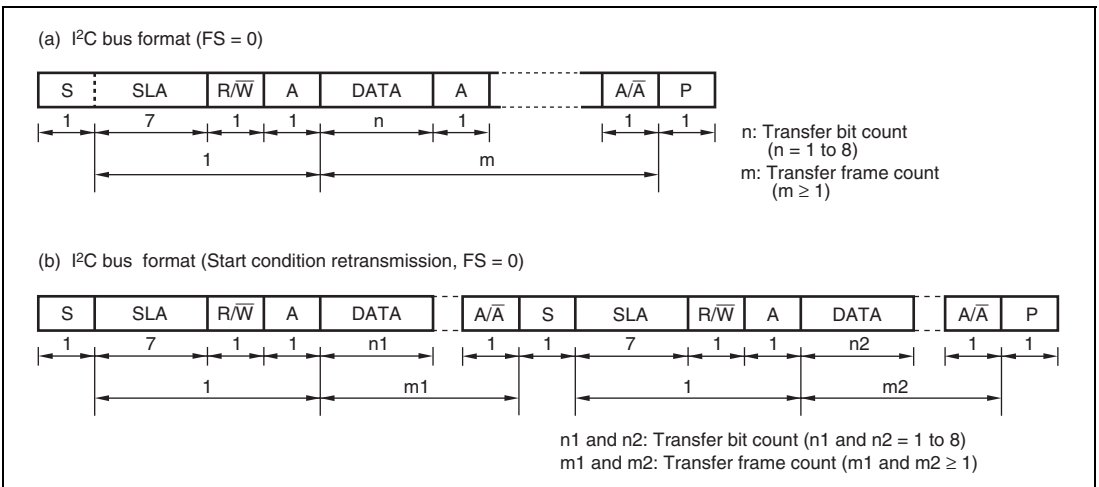 (a) I²C bus format (FS = 0)
S SLA R/W̅ A DATA A A/A̅ P
1 7 1 1 n 1 1 1
1 m
n: Transfer bit count
(n = 1 to 8)
m: Transfer frame count
(m ≥ 1)
(b) I²C bus format (Start condition retransmission, FS = 0)
S SLA R/W̅ A DATA A/A̅ S SLA R/W̅ A DATA A/A̅ P
1 7 1 1 n1 1 1 7 1 1 n2 1 1
1 m1 1 m2
n1 and n2: Transfer bit count (n1 and n2 = 1 to 8)
m1 and m2: Transfer frame count (m1 and m2 ≥ 1)